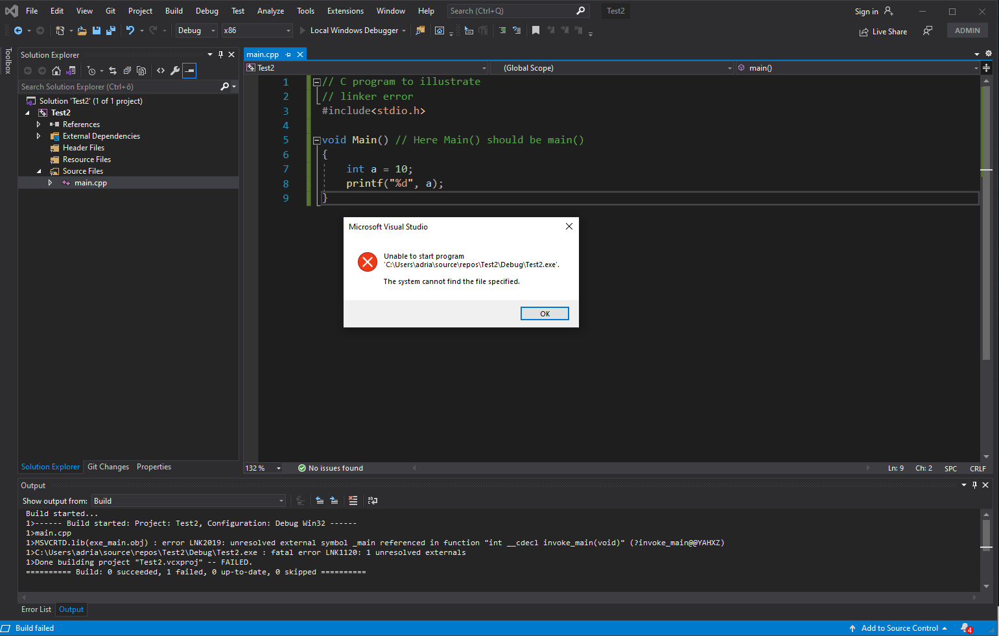 File Edit View Git Project Build Debug Test Analyze Tools Extensions Window Help Search (Ctrl+Q) Test2 Sign in
Debug x86 Local Windows Debugger Live Share ADMIN
Toolbox
Solution Explorer
Search Solution Explorer (Ctrl+ô)
Solution 'Test2' (1 of 1 project)
Test2
References
External Dependencies
Header Files
Resource Files
Source Files
main.cpp
Solution Explorer Git Changes Properties
main.cpp
Test2 (Global Scope) main()
1 // C program to illustrate
2 // linker error
3 #include<stdio.h>
4
5 void Main() // Here Main() should be main()
6 {
7 int a = 10;
8 printf("%d", a);
9 }
Microsoft Visual Studio
Unable to start program
'C:\Users\adria\source\repos\Test2\Debug\Test2.exe'.
The system cannot find the file specified.
OK
132 % No issues found Ln: 9 Ch: 2 SPC CRLF
Output
Show output from: Build
Build started...
1>------ Build started: Project: Test2, Configuration: Debug Win32 ------
1>main.cpp
1>MSVCRTD.lib(exe_main.obj) : error LNK2019: unresolved external symbol _main referenced in function "int __cdecl invoke_main(void)" (?invoke_main@@YAHXZ)
1>C:\Users\adria\source\repos\Test2\Debug\Test2.exe : fatal error LNK1120: 1 unresolved externals
1>Done building project "Test2.vcxproj" -- FAILED.
========== Build: 0 succeeded, 1 failed, 0 up-to-date, 0 skipped ==========
Error List Output
Build failed Add to Source Control 4